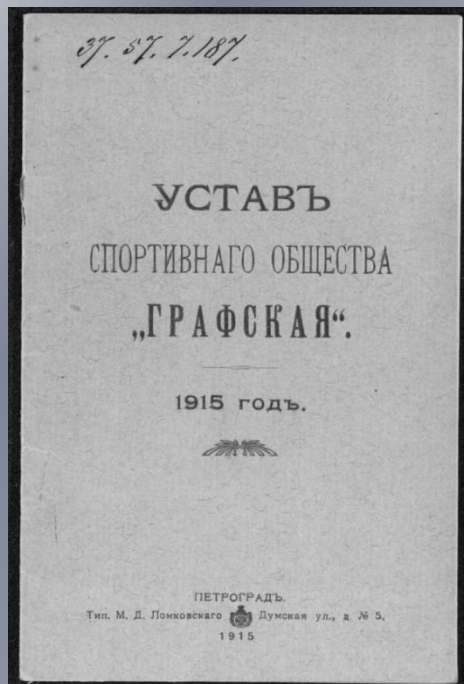 37. 57. 7. 187.
УСТАВЪ
СПОРТИВНАГО ОБЩЕСТВА
„ГРАФСКАЯ“.
1915 годъ.
ПЕТРОГРАДЪ.
Тип. М. Д. Ломковскаго Думская ул., д. № 5.
1915